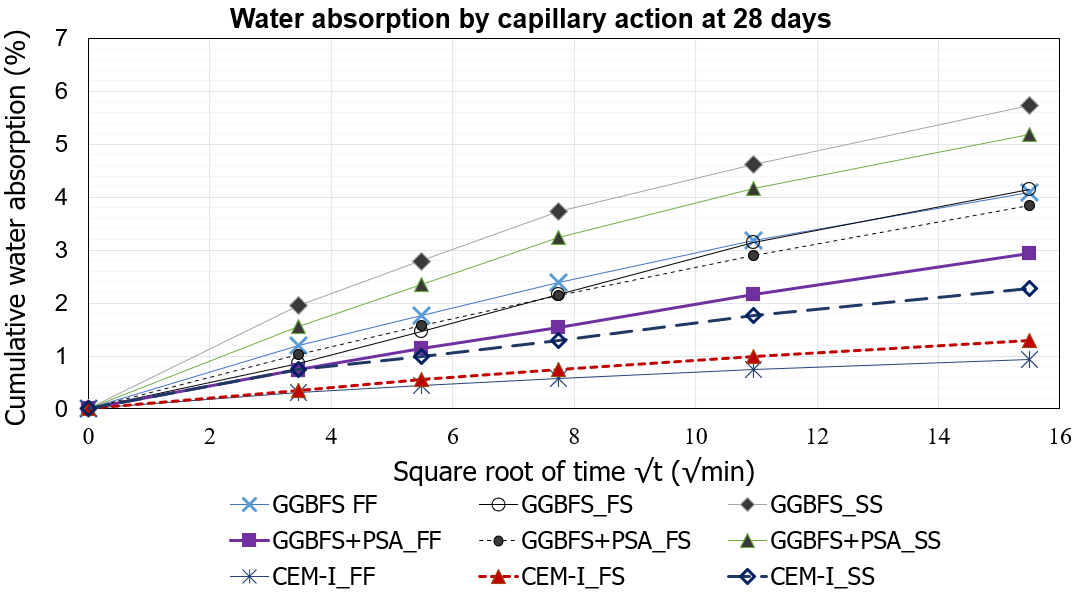 Water absorption by capillary action at 28 days
Cumulative water absorption (%)
7
6
5
4
3
2
1
0
0 2 4 6 8 10 12 14 16
Square root of time √t (√min)
GGBFS FF GGBFS_FS GGBFS_SS
GGBFS+PSA_FF GGBFS+PSA_FS GGBFS+PSA_SS
CEM-I_FF CEM-I_FS CEM-I_SS